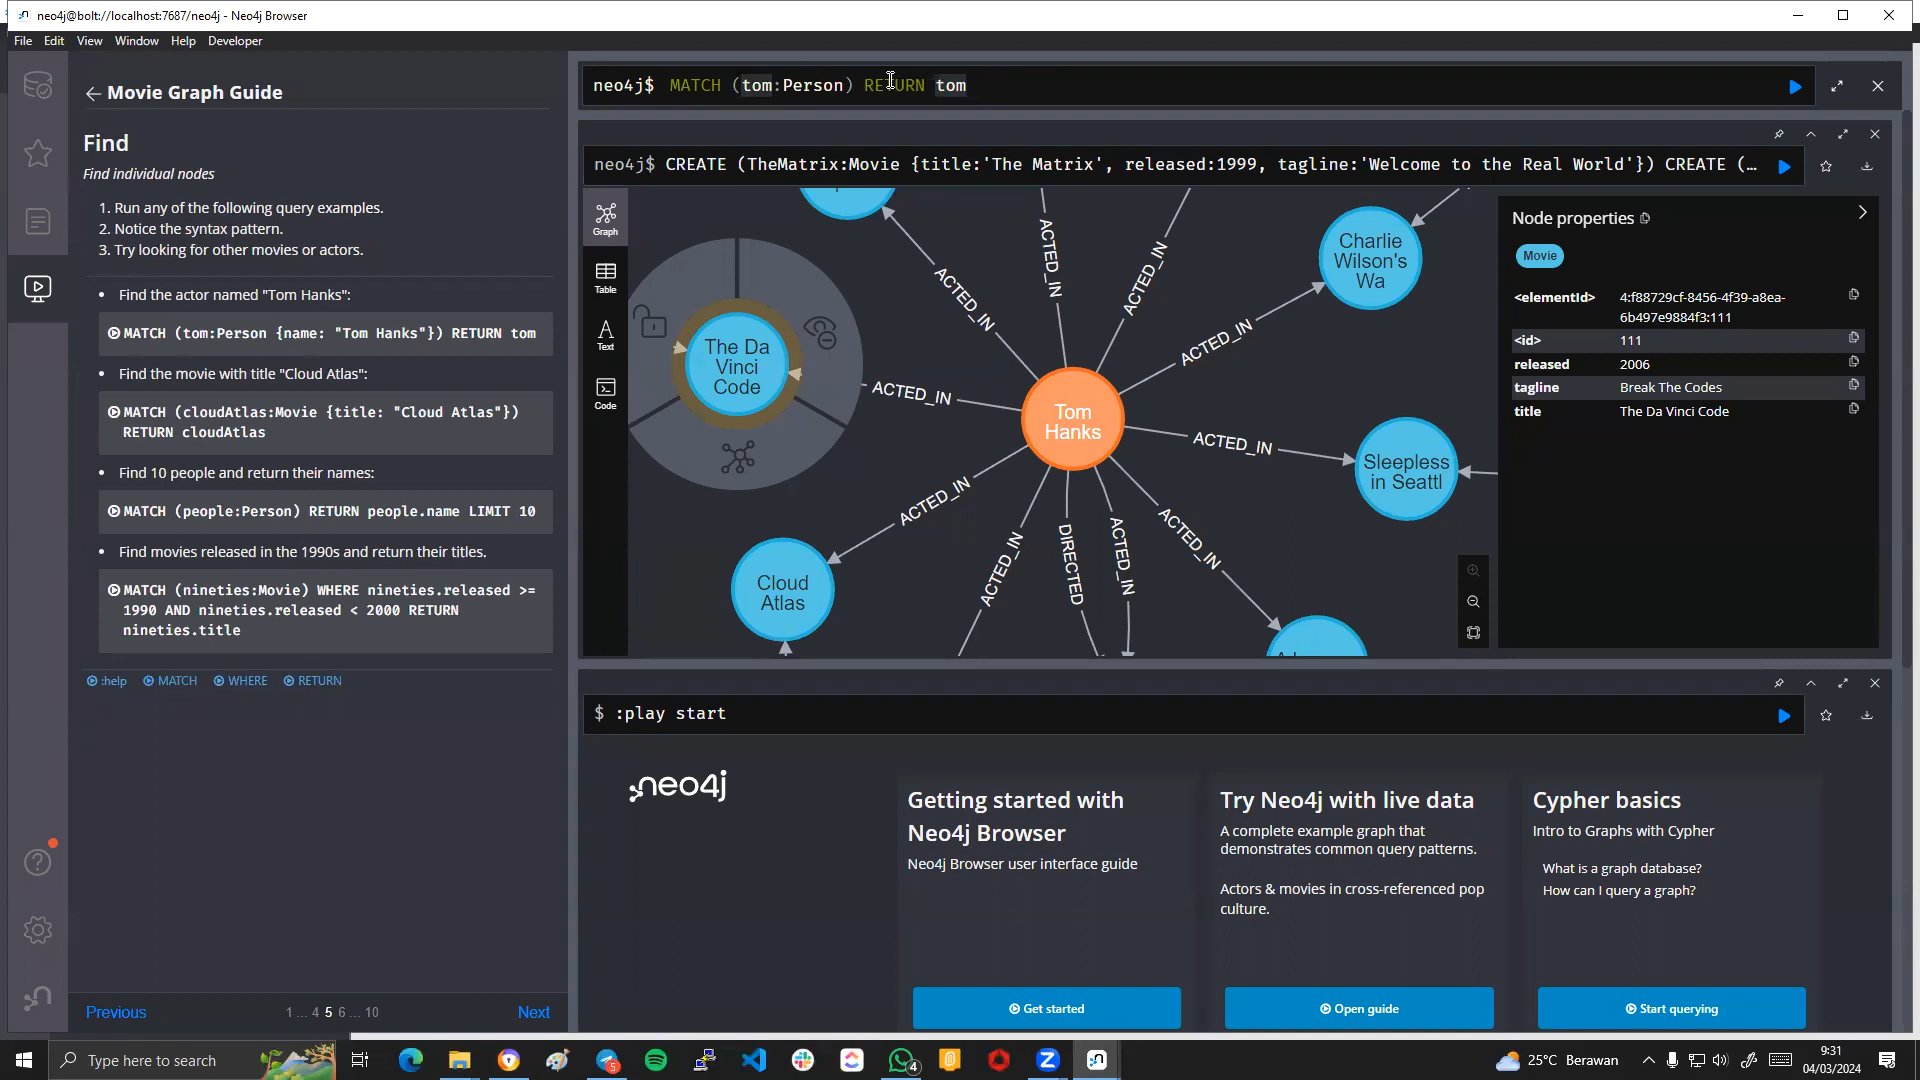 neo4j@bolt://localhost:7687/neo4j - Neo4j Browser
File Edit View Window Help Developer
Movie Graph Guide
Find
Find individual nodes
1. Run any of the following query examples.
2. Notice the syntax pattern.
3. Try looking for other movies or actors.
• Find the actor named "Tom Hanks":
MATCH (tom:Person {name: "Tom Hanks"}) RETURN tom
• Find the movie with title "Cloud Atlas":
MATCH (cloudAtlas:Movie {title: "Cloud Atlas"})
RETURN cloudAtlas
• Find 10 people and return their names:
MATCH (people:Person) RETURN people.name LIMIT 10
• Find movies released in the 1990s and return their titles.
MATCH (nineties:Movie) WHERE nineties.released >=
1990 AND nineties.released < 2000 RETURN
nineties.title
:help MATCH WHERE RETURN
Previous 1 ... 4 5 6 ... 10 Next
neo4j$ MATCH (tom:Person) RETURN tom
neo4j$ CREATE (TheMatrix:Movie {title:'The Matrix', released:1999, tagline:'Welcome to the Real World'}) CREATE (…
Graph
Table
Text
Code
ACTED_IN
ACTED_IN
ACTED_IN
Charlie
Wilson's
Wa
ACTED_IN
The Da
Vinci
Code
ACTED_IN
Tom
Hanks
ACTED_IN
Sleepless
in Seattl
ACTED_IN
ACTED_IN
DIRECTED
ACTED_IN
ACTED_IN
Cloud
Atlas
Node properties
Movie
<elementId> 4:f88729cf-8456-4f39-a8ea-
6b497e9884f3:111
<id> 111
released 2006
tagline Break The Codes
title The Da Vinci Code
$ :play start
neo4j
Getting started with
Neo4j Browser
Neo4j Browser user interface guide
Get started
Try Neo4j with live data
A complete example graph that
demonstrates common query patterns.
Actors & movies in cross-referenced pop
culture.
Open guide
Cypher basics
Intro to Graphs with Cypher
What is a graph database?
How can I query a graph?
Start querying
Type here to search
5
4
25°C Berawan
9:31
04/03/2024